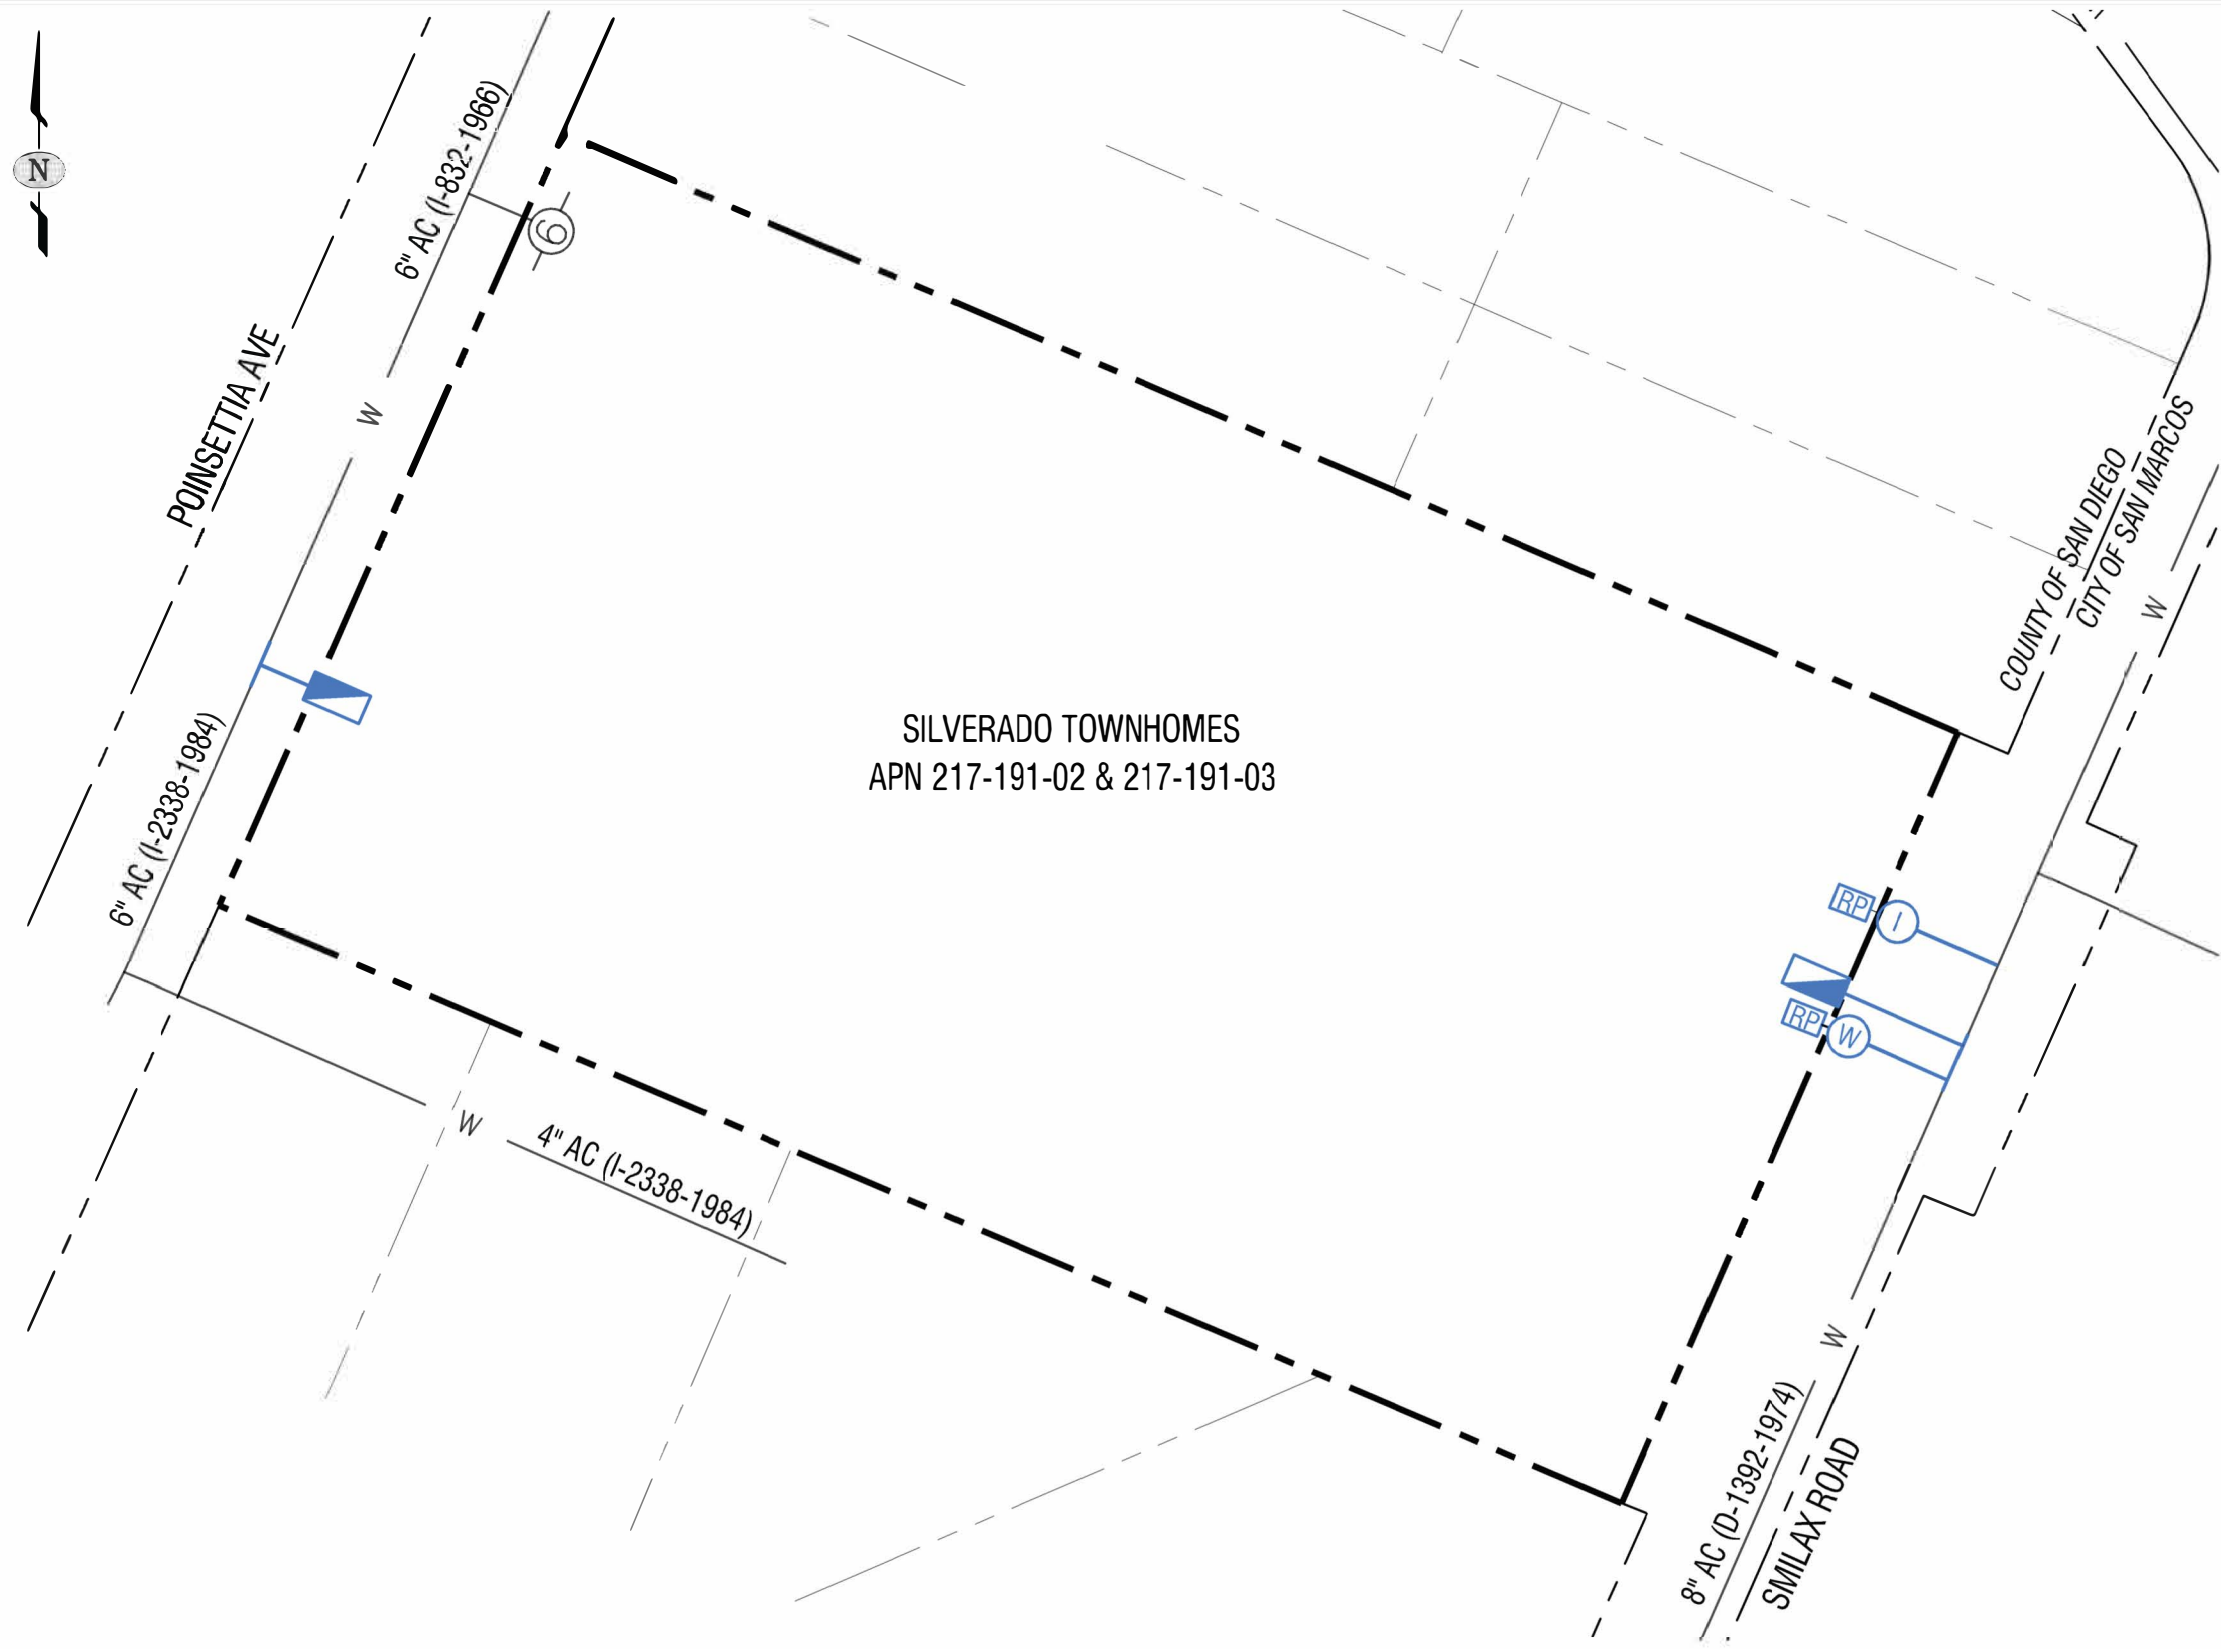 N
6" AC (I-832-1966)
6
POINSETTIA AVE
W
6" AC (I-2338-1984)
SILVERADO TOWNHOMES
APN 217-191-02 & 217-191-03
COUNTY OF SAN DIEGO
CITY OF SAN MARCOS
W
RP
I
RP
W
W
4" AC (I-2338-1984)
W
8" AC (D-1392-1974)
SMILAX ROAD